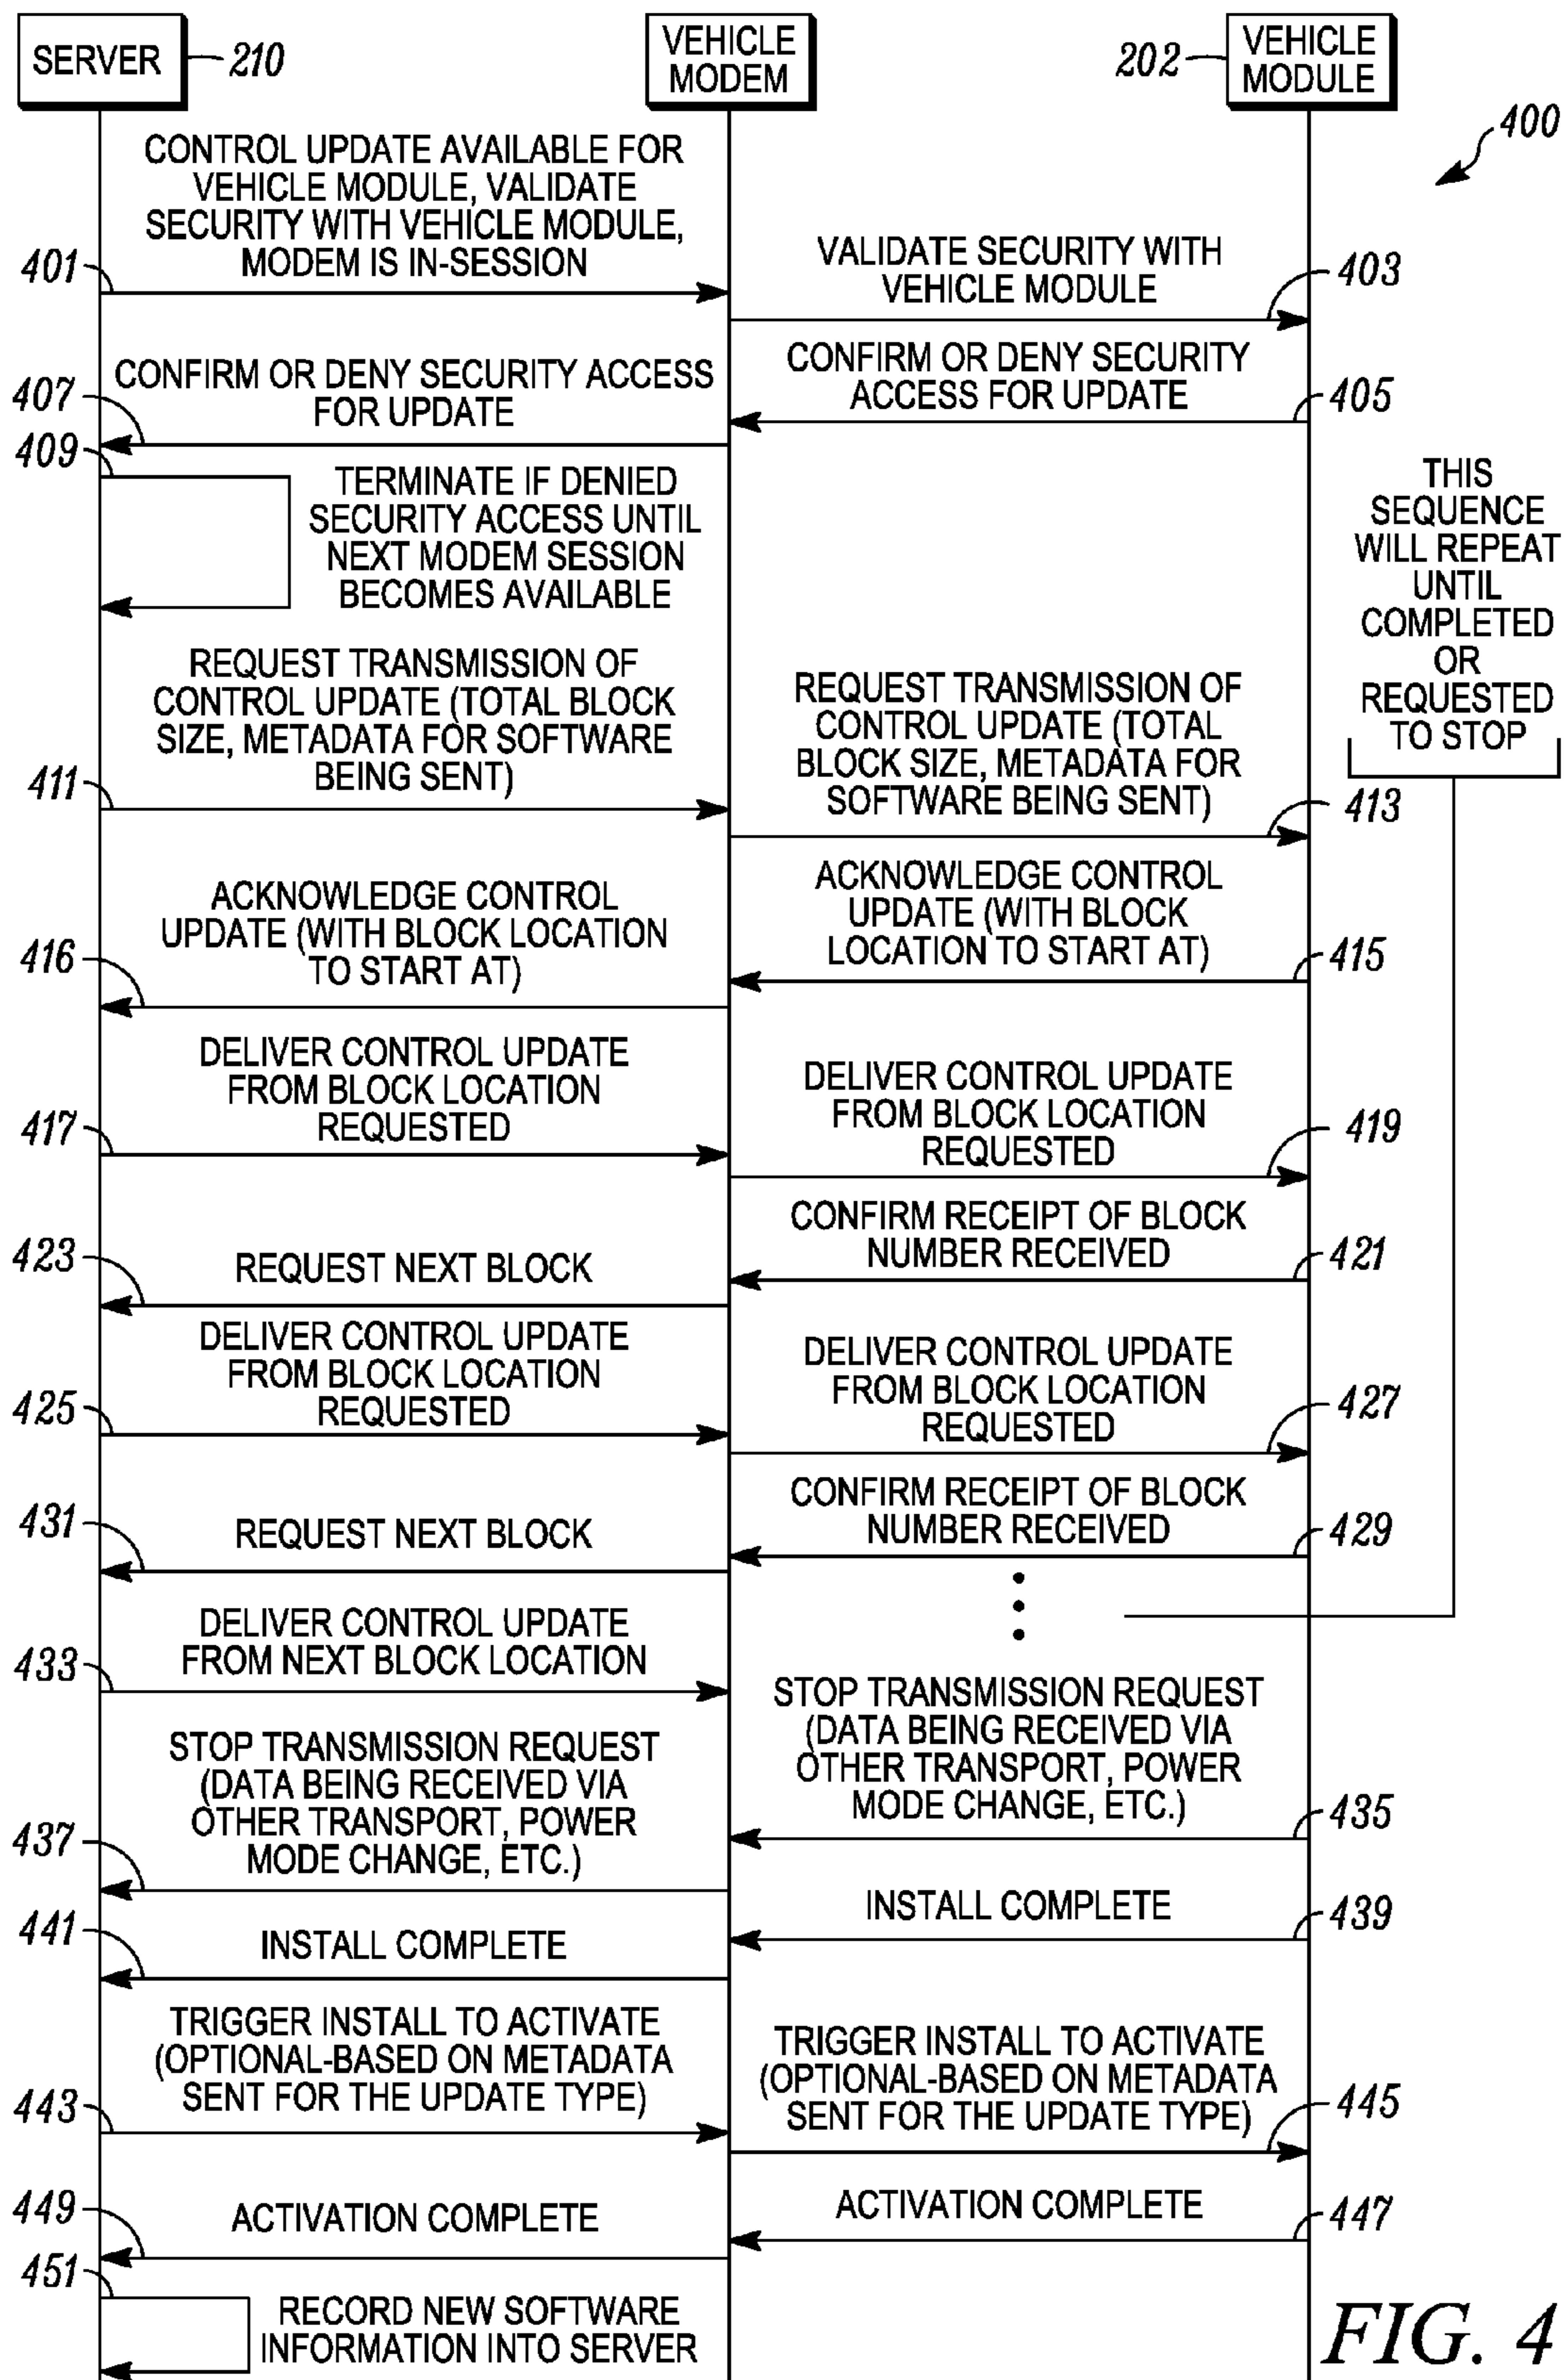 SERVER
210
VEHICLE
MODEM
202
VEHICLE
MODULE
400
CONTROL UPDATE AVAILABLE FOR
VEHICLE MODULE, VALIDATE
SECURITY WITH VEHICLE MODULE,
MODEM IS IN-SESSION
401
VALIDATE SECURITY WITH
VEHICLE MODULE
403
CONFIRM OR DENY SECURITY
ACCESS FOR UPDATE
405
CONFIRM OR DENY SECURITY ACCESS
FOR UPDATE
407
409
TERMINATE IF DENIED
SECURITY ACCESS UNTIL
NEXT MODEM SESSION
BECOMES AVAILABLE
THIS
SEQUENCE
WILL REPEAT
UNTIL
COMPLETED
OR
REQUESTED
TO STOP
REQUEST TRANSMISSION OF
CONTROL UPDATE (TOTAL BLOCK
SIZE, METADATA FOR SOFTWARE
BEING SENT)
411
REQUEST TRANSMISSION OF
CONTROL UPDATE (TOTAL
BLOCK SIZE, METADATA FOR
SOFTWARE BEING SENT)
413
ACKNOWLEDGE CONTROL
UPDATE (WITH BLOCK
LOCATION TO START AT)
415
ACKNOWLEDGE CONTROL
UPDATE (WITH BLOCK LOCATION
TO START AT)
416
DELIVER CONTROL UPDATE
FROM BLOCK LOCATION
REQUESTED
417
DELIVER CONTROL UPDATE
FROM BLOCK LOCATION
REQUESTED
419
CONFIRM RECEIPT OF BLOCK
NUMBER RECEIVED
421
423
REQUEST NEXT BLOCK
DELIVER CONTROL UPDATE
FROM BLOCK LOCATION
REQUESTED
425
DELIVER CONTROL UPDATE
FROM BLOCK LOCATION
REQUESTED
427
CONFIRM RECEIPT OF BLOCK
NUMBER RECEIVED
429
431
REQUEST NEXT BLOCK
DELIVER CONTROL UPDATE
FROM NEXT BLOCK LOCATION
433
STOP TRANSMISSION REQUEST
(DATA BEING RECEIVED VIA
OTHER TRANSPORT, POWER
MODE CHANGE, ETC.)
435
STOP TRANSMISSION REQUEST
(DATA BEING RECEIVED VIA
OTHER TRANSPORT, POWER
MODE CHANGE, ETC.)
437
INSTALL COMPLETE
439
441
INSTALL COMPLETE
TRIGGER INSTALL TO ACTIVATE
(OPTIONAL-BASED ON METADATA
SENT FOR THE UPDATE TYPE)
443
TRIGGER INSTALL TO ACTIVATE
(OPTIONAL-BASED ON METADATA
SENT FOR THE UPDATE TYPE)
445
ACTIVATION COMPLETE
447
449
ACTIVATION COMPLETE
451
RECORD NEW SOFTWARE
INFORMATION INTO SERVER
FIG. 4